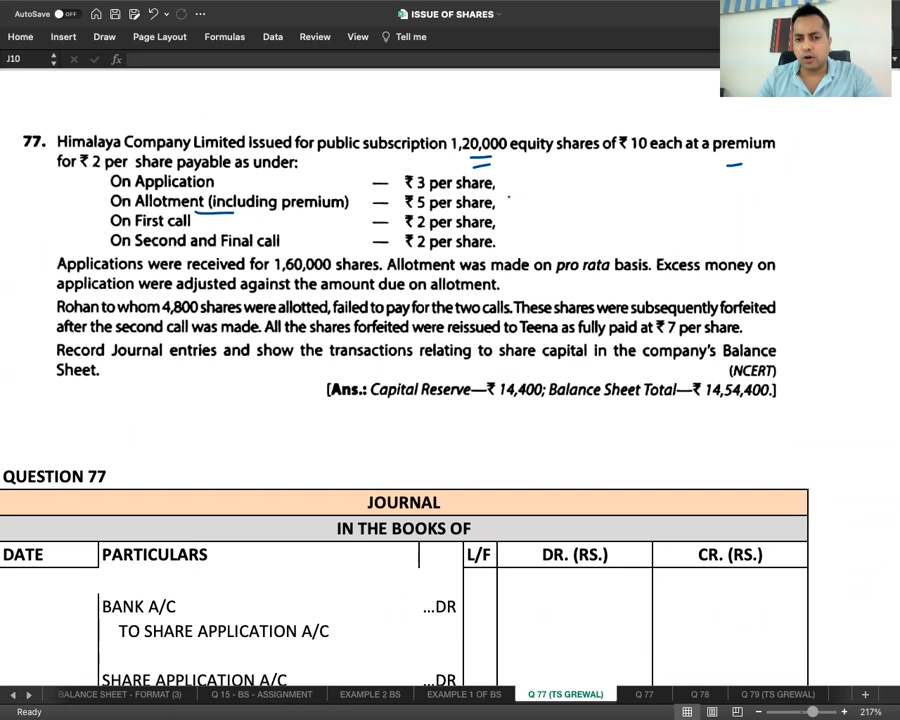 AutoSave OFF ISSUE OF SHARES
Home Insert Draw Page Layout Formulas Data Review View Tell me
J10 fx
77. Himalaya Company Limited issued for public subscription 1,20,000 equity shares of ₹ 10 each at a premium
for ₹ 2 per share payable as under:
On Application — ₹ 3 per share,
On Allotment (including premium) — ₹ 5 per share,
On First call — ₹ 2 per share,
On Second and Final call — ₹ 2 per share.
Applications were received for 1,60,000 shares. Allotment was made on pro rata basis. Excess money on
application were adjusted against the amount due on allotment.
Rohan to whom 4,800 shares were allotted, failed to pay for the two calls. These shares were subsequently forfeited
after the second call was made. All the shares forfeited were reissued to Teena as fully paid at ₹ 7 per share.
Record Journal entries and show the transactions relating to share capital in the company's Balance
Sheet. (NCERT)
[Ans.: Capital Reserve—₹ 14,400; Balance Sheet Total—₹ 14,54,400.]
QUESTION 77
JOURNAL
IN THE BOOKS OF
DATE PARTICULARS L/F DR. (RS.) CR. (RS.)
BANK A/C ...DR
TO SHARE APPLICATION A/C
SHARE APPLICATION A/C ...DR
BALANCE SHEET - FORMAT (3) Q 15 - BS - ASSIGNMENT EXAMPLE 2 BS EXAMPLE 1 OF BS Q 77 (TS GREWAL) Q 77 Q 78 Q 79 (TS GREWAL) +
Ready 217%